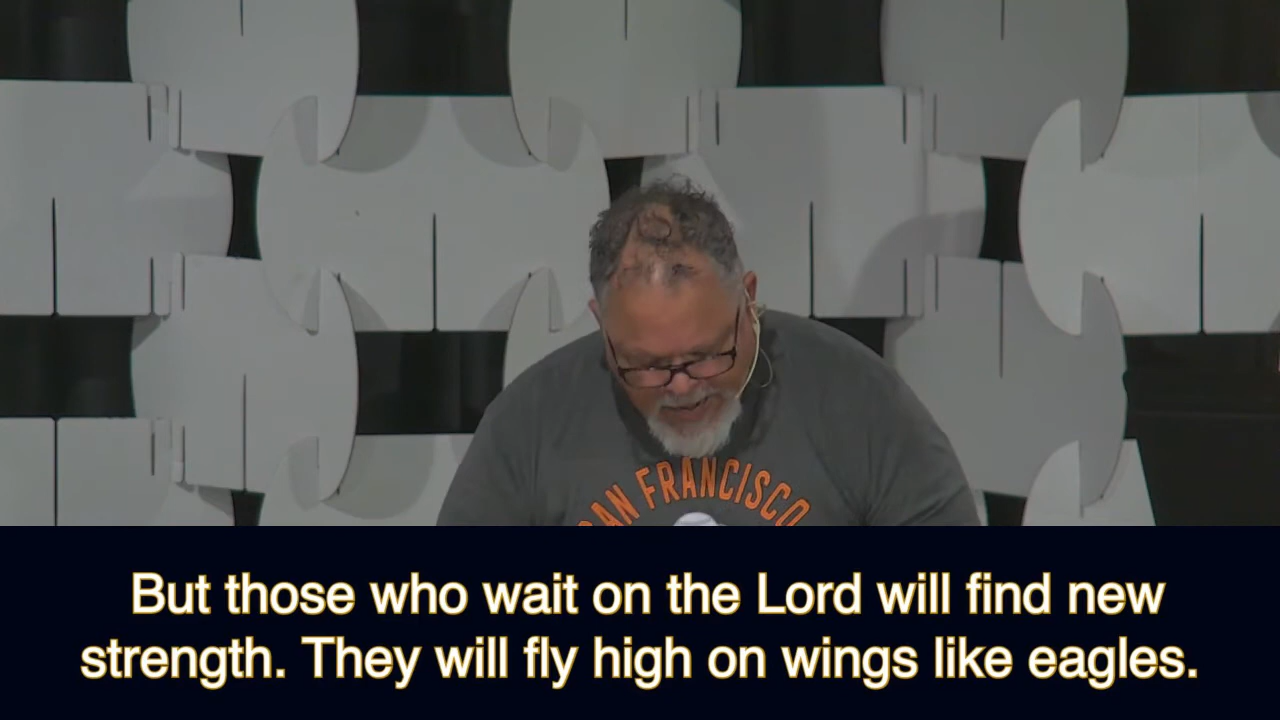 SAN FRANCISCO
But those who wait on the Lord will find new
strength. They will fly high on wings like eagles.